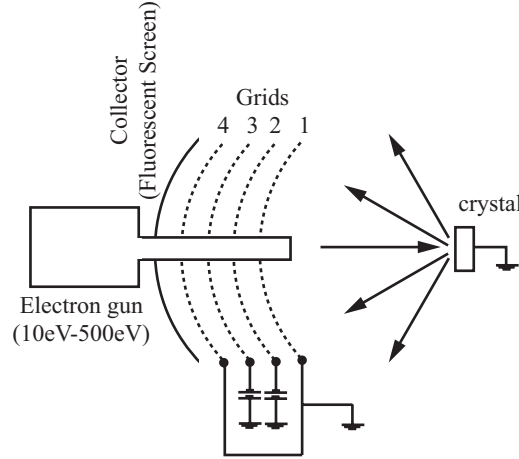 Collector
(Fluorescent Screen)
Grids
4 3 2 1
crystal
Electron gun
(10eV-500eV)